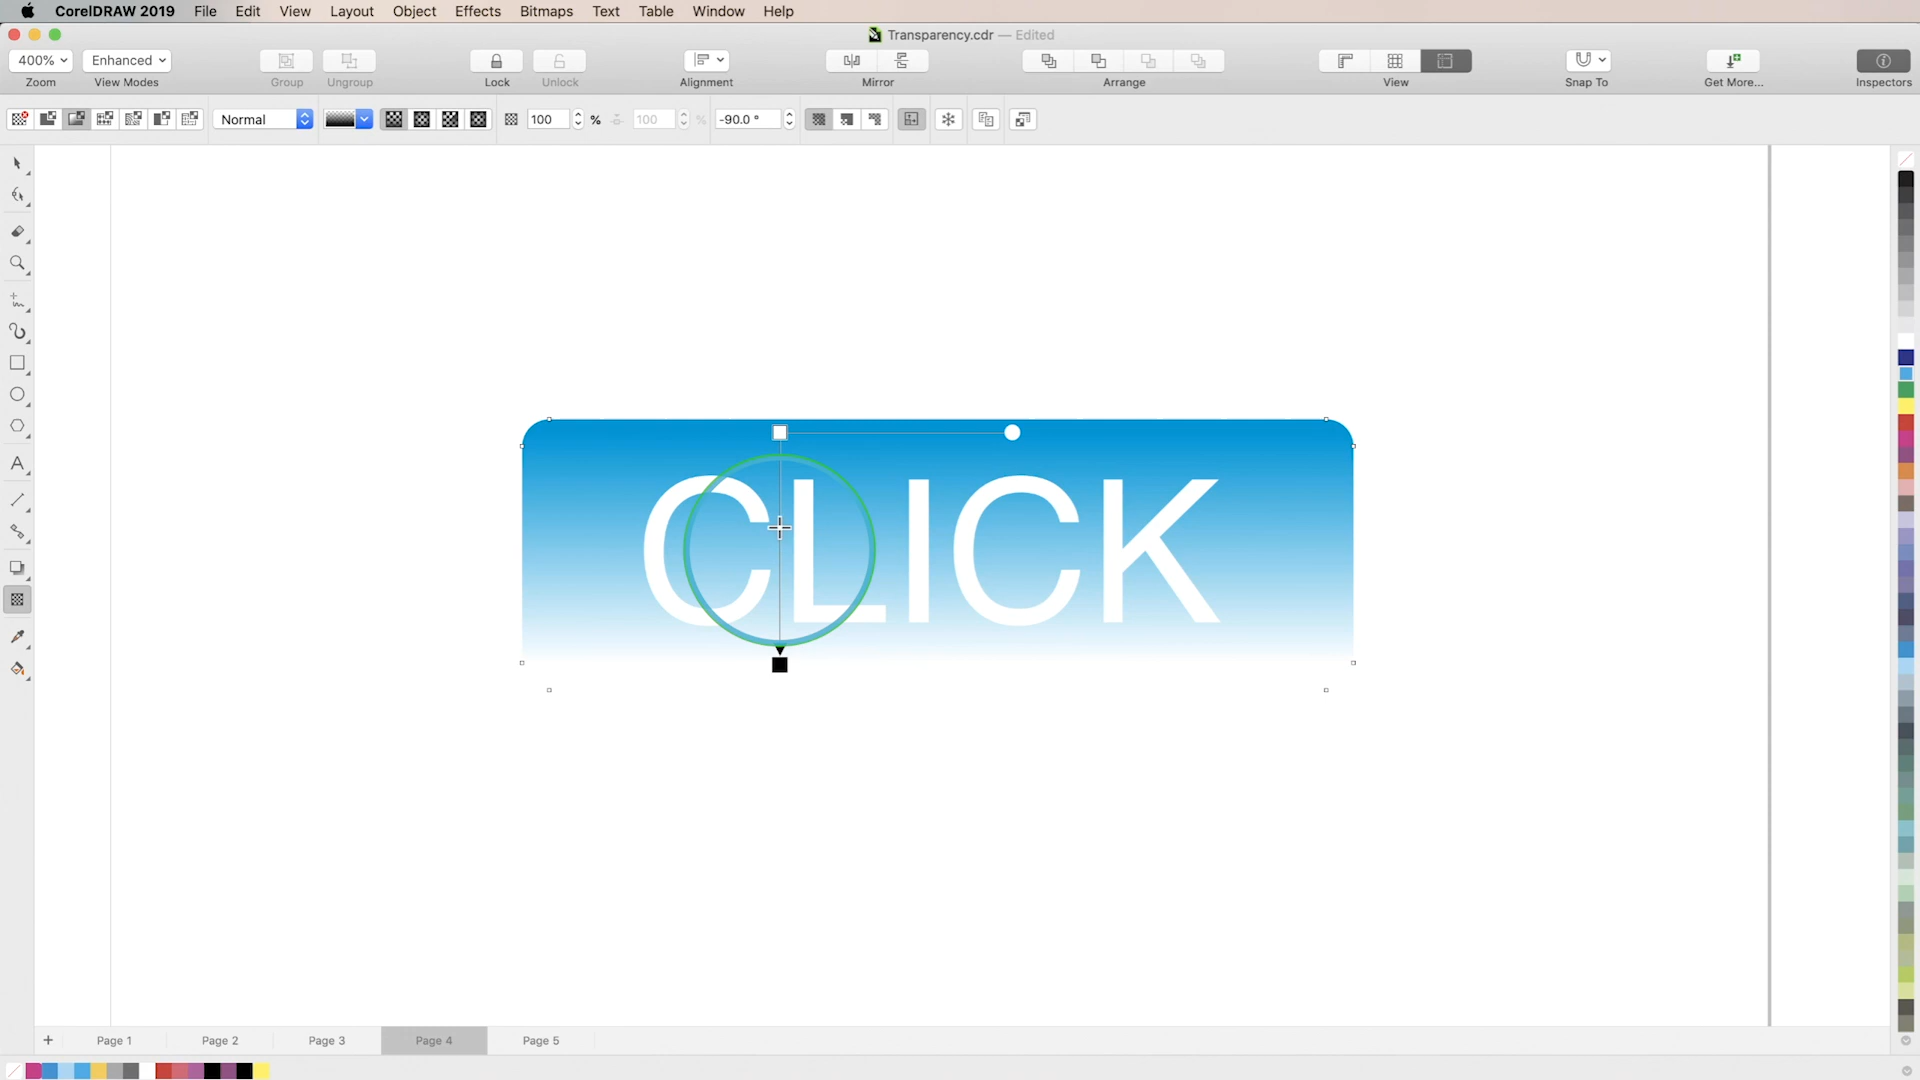 CorelDRAW 2019 File Edit View Layout Object Effects Bitmaps Text Table Window Help
Transparency.cdr — Edited
400% Enhanced
Zoom View Modes Group Ungroup Lock Unlock Alignment Mirror Arrange View Snap To Get More... Inspectors
Normal 100 % 100 % -90.0 °
CLICK
Page 1 Page 2 Page 3 Page 4 Page 5